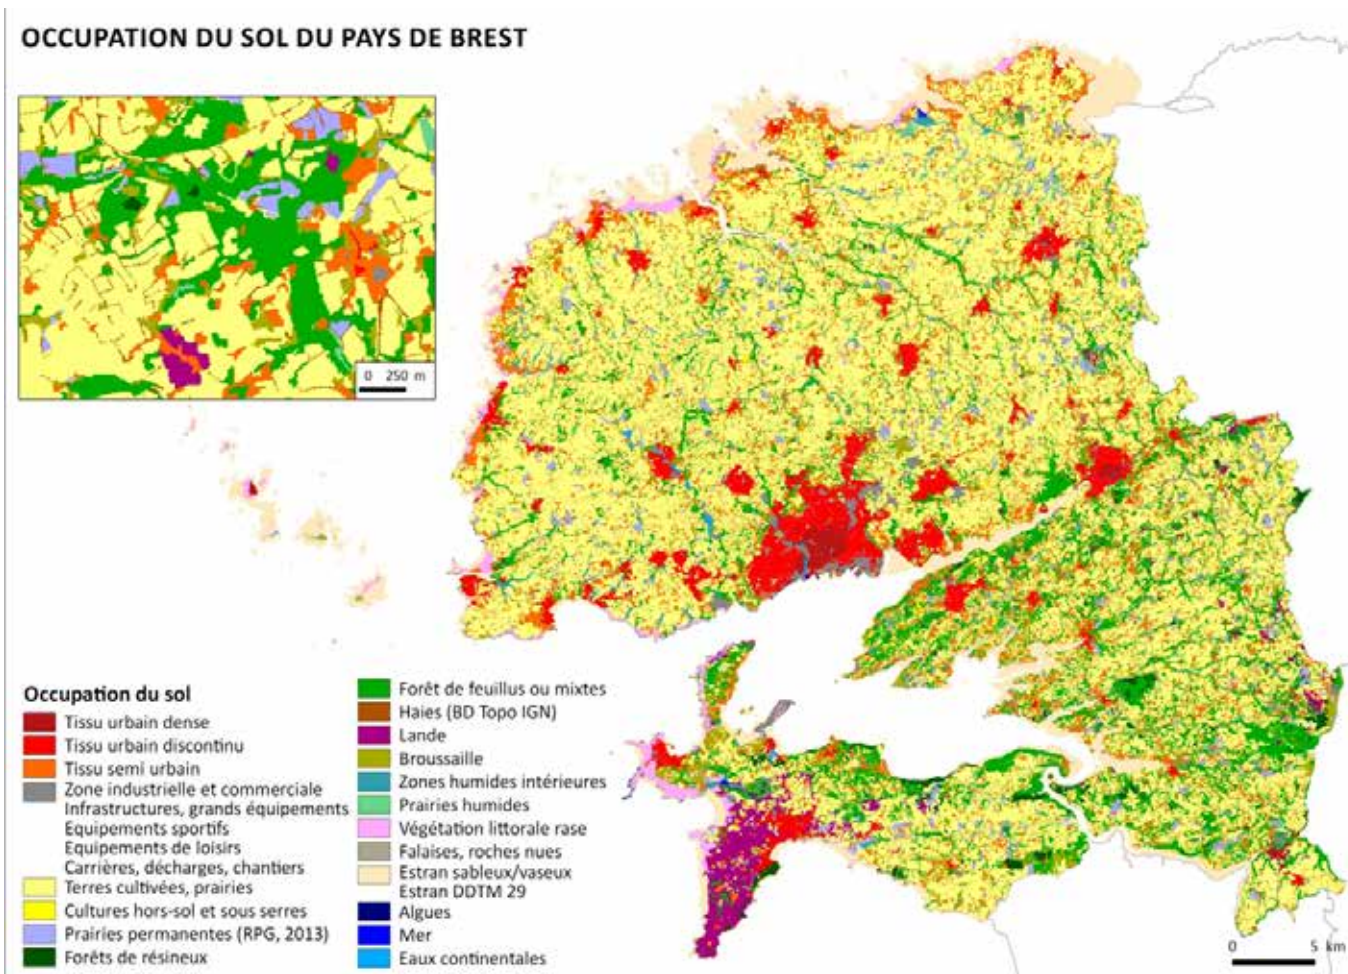 OCCUPATION DU SOL DU PAYS DE BREST
0 250 m
Occupation du sol
Tissu urbain dense
Tissu urbain discontinu
Tissu semi urbain
Zone industrielle et commerciale
Infrastructures, grands équipements
Equipements sportifs
Equipements de loisirs
Carrières, décharges, chantiers
Terres cultivées, prairies
Cultures hors-sol et sous serres
Prairies permanentes (RPG, 2013)
Forêts de résineux
Forêt de feuillus ou mixtes
Haies (BD Topo IGN)
Lande
Broussaille
Zones humides intérieures
Prairies humides
Végétation littorale rase
Falaises, roches nues
Estran sableux/vaseux
Estran DDTM 29
Algues
Mer
Eaux continentales
0 5 km